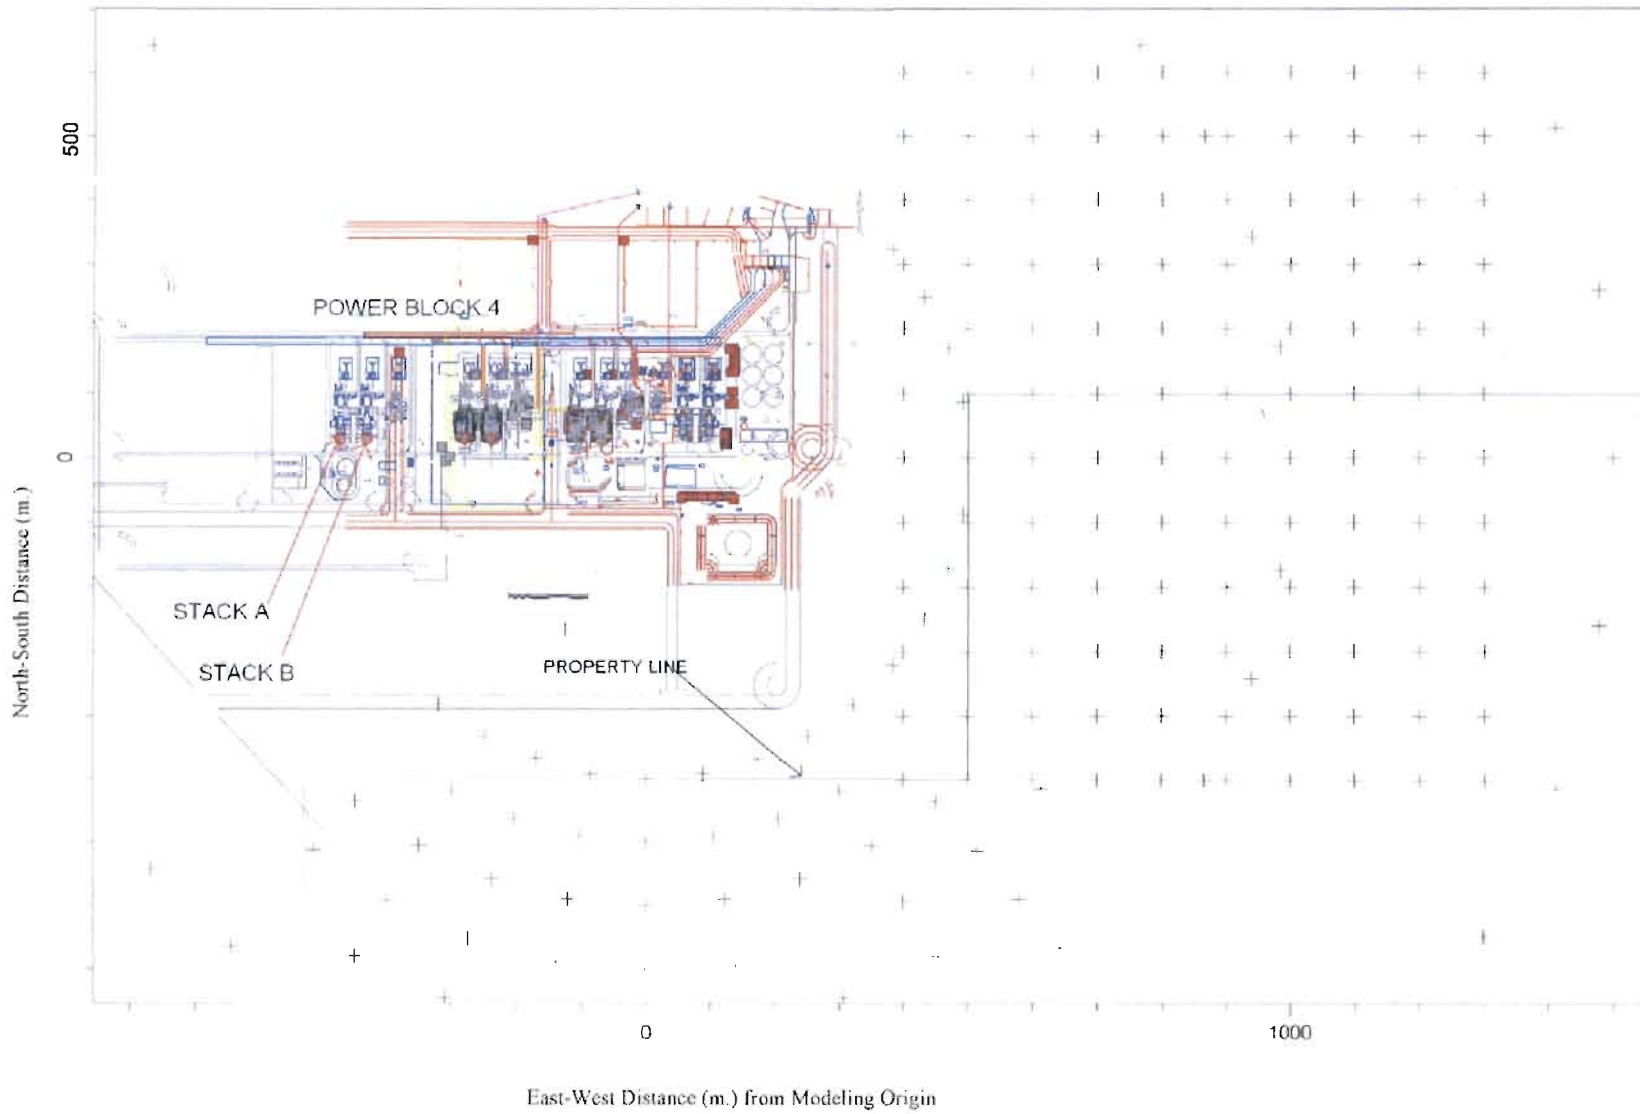 500
POWER BLOCK 4
0
North-South Distance (m.)
STACK A
STACK B
PROPERTY LINE
0
1000
East-West Distance (m.) from Modeling Origin